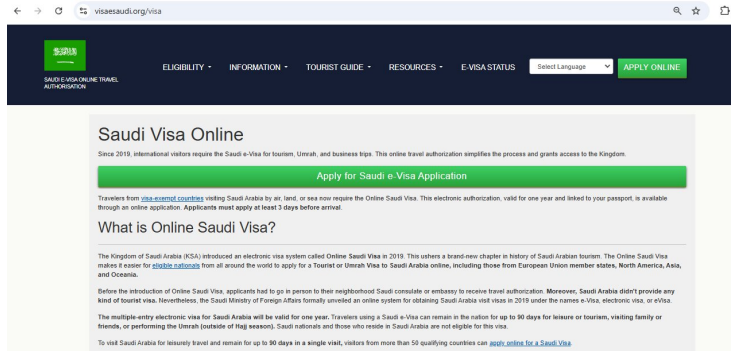 visaesaudi.org/visa
SAUDI E-VISA ONLINE TRAVEL
AUTHORISATION
ELIGIBILITY
INFORMATION
TOURIST GUIDE
RESOURCES
E-VISA STATUS
Select Language
APPLY ONLINE
Saudi Visa Online
Since 2019, international visitors require the Saudi e-Visa for tourism, Umrah, and business trips. This online travel authorization simplifies the process and grants access to the Kingdom.
Apply for Saudi e-Visa Application
Travelers from visa-exempt countries visiting Saudi Arabia by air, land, or sea now require the Online Saudi Visa. This electronic authorization, valid for one year and linked to your passport, is available
through an online application. Applicants must apply at least 3 days before arrival.
What is Online Saudi Visa?
The Kingdom of Saudi Arabia (KSA) introduced an electronic visa system called Online Saudi Visa in 2019. This ushers a brand-new chapter in history of Saudi Arabian tourism. The Online Saudi Visa
makes it easier for eligible nationals from all around the world to apply for a Tourist or Umrah Visa to Saudi Arabia online, including those from European Union member states, North America, Asia,
and Oceania.
Before the introduction of Online Saudi Visa, applicants had to go in person to their neighborhood Saudi consulate or embassy to receive travel authorization. Moreover, Saudi Arabia didn't provide any
kind of tourist visa. Nevertheless, the Saudi Ministry of Foreign Affairs formally unveiled an online system for obtaining Saudi Arabia visit visas in 2019 under the names e-Visa, electronic visa, or eVisa.
The multiple-entry electronic visa for Saudi Arabia will be valid for one year. Travelers using a Saudi e-Visa can remain in the nation for up to 90 days for leisure or tourism, visiting family or
friends, or performing the Umrah (outside of Hajj season). Saudi nationals and those who reside in Saudi Arabia are not eligible for this visa.
To visit Saudi Arabia for leisurely travel and remain for up to 90 days in a single visit, visitors from more than 50 qualifying countries can apply online for a Saudi Visa.